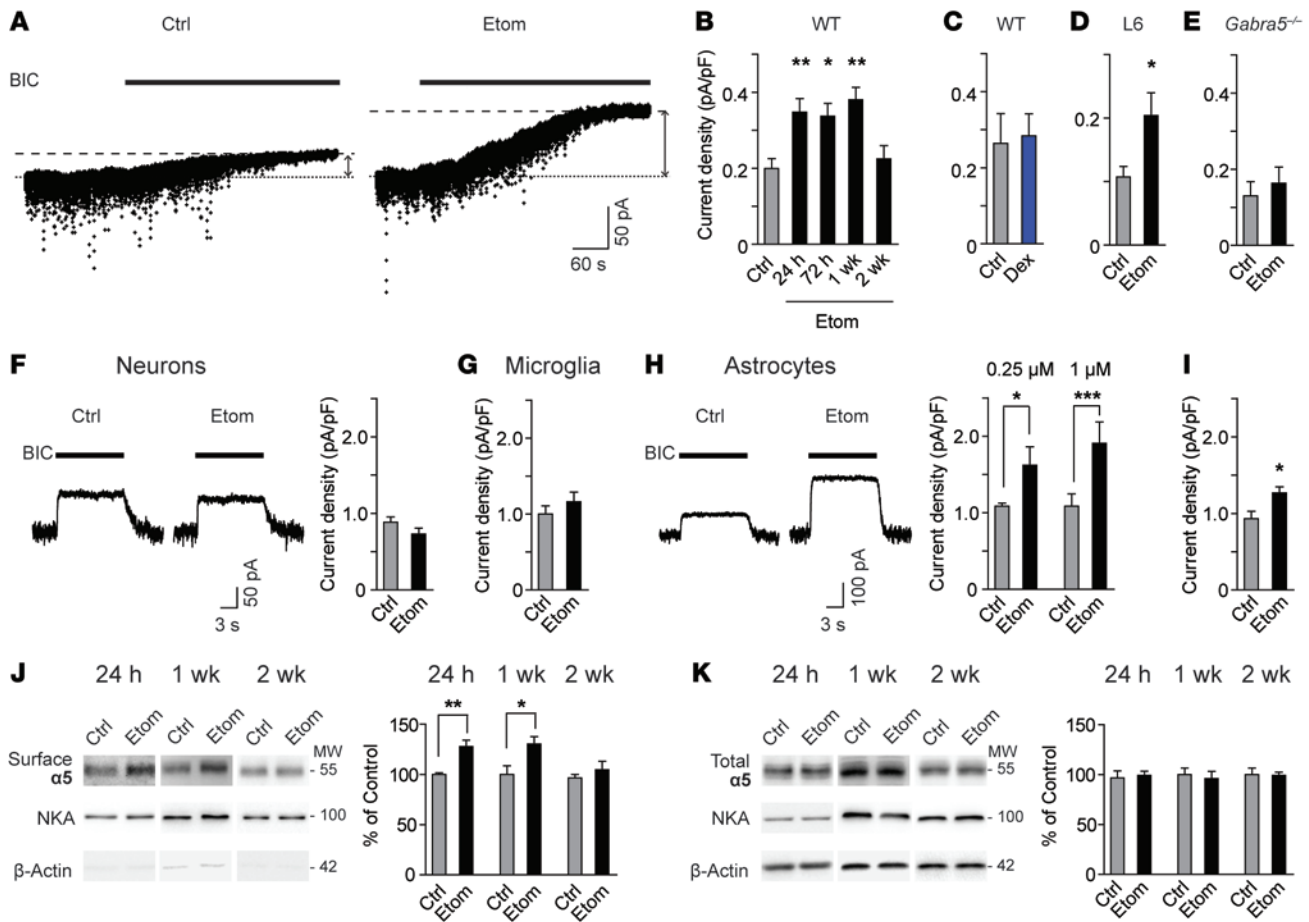 A Ctrl Etom
BIC
60 s
50 pA
B WT
Current density (pA/pF)
0.4
0.2
0
** * **
Ctrl
24 h
72 h
1 wk
2 wk
Etom
C WT
0.4
0.2
0
Ctrl
Dex
D L6
0.2
0
*
Ctrl
Etom
E Gabra5–/–
0.4
0.2
0
Ctrl
Etom
F Neurons
Ctrl Etom
BIC
3 s
50 pA
Current density (pA/pF)
2.0
1.0
0
Ctrl
Etom
G Microglia
Current density (pA/pF)
2.0
1.0
0
Ctrl
Etom
H Astrocytes
Ctrl Etom
BIC
3 s
100 pA
0.25 μM 1 μM
* ***
Current density (pA/pF)
2.0
1.0
0
Ctrl
Etom
Ctrl
Etom
I
Current density (pA/pF)
2.0
1.0
0
*
Ctrl
Etom
J 24 h 1 wk 2 wk
Ctrl Etom Ctrl Etom Ctrl Etom
MW
Surface
α5
- 55
NKA - 100
β-Actin - 42
24 h 1 wk 2 wk
** *
% of Control
150
100
50
0
Ctrl
Etom
Ctrl
Etom
Ctrl
Etom
K 24 h 1 wk 2 wk
Ctrl Etom Ctrl Etom Ctrl Etom
MW
Total
α5
- 55
NKA - 100
β-Actin - 42
24 h 1 wk 2 wk
% of Control
150
100
50
0
Ctrl
Etom
Ctrl
Etom
Ctrl
Etom